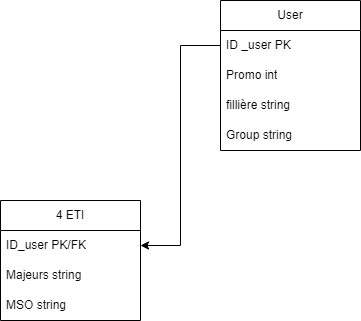 User
ID _user PK
Promo int
fillière string
Group string
4 ETI
ID_user PK/FK
Majeurs string
MSO string